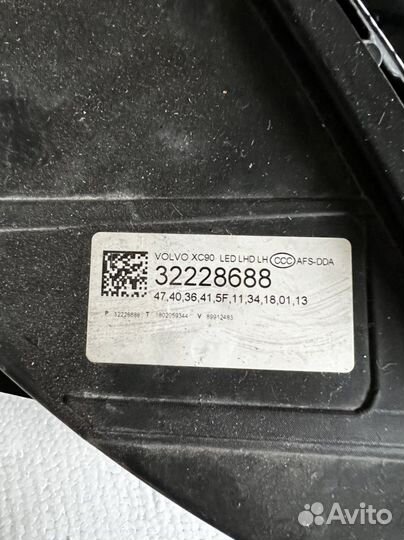 VOLVO XC90 LED LHD LH CCC AFS-DDA
32228688
47,40,36,41,5F,11,34,18,01,13
P 32228688 T 1802059344 V 89912483
Avito